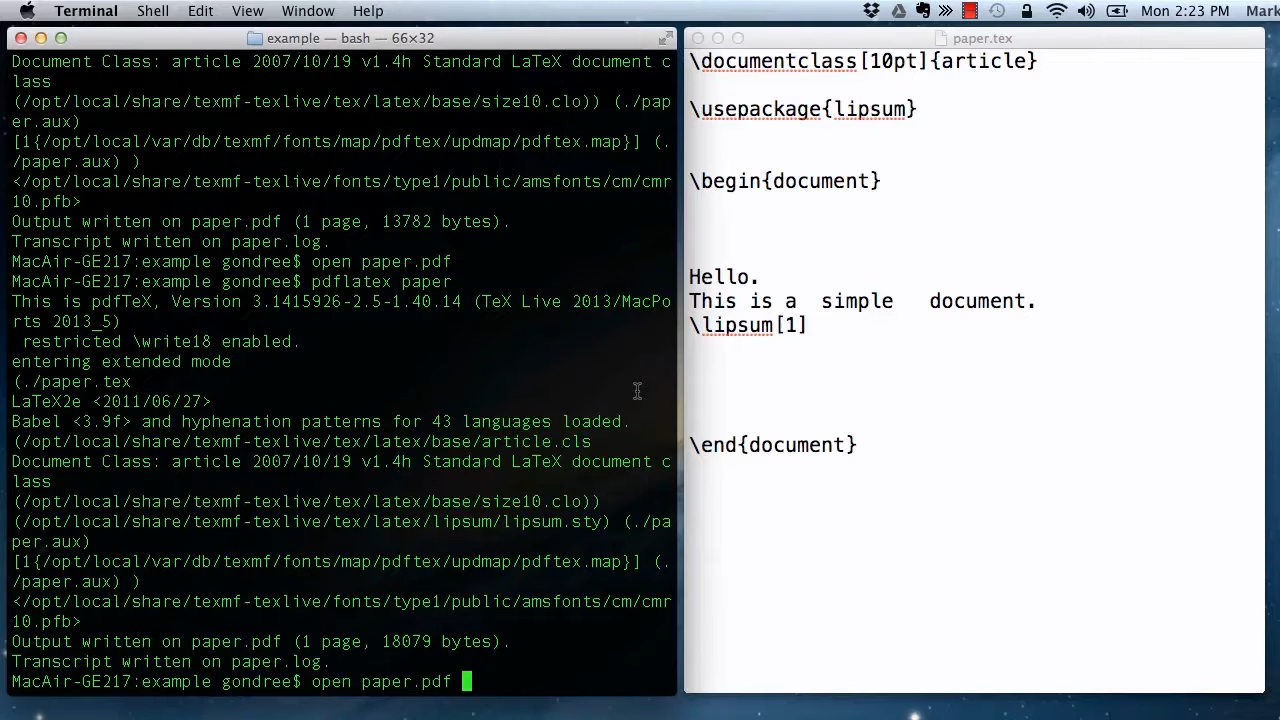 Terminal Shell Edit View Window Help Mon 2:23 PM Mark
example — bash — 66×32
Document Class: article 2007/10/19 v1.4h Standard LaTeX document c
lass
(/opt/local/share/texmf-texlive/tex/latex/base/size10.clo)) (./pap
er.aux)
[1{/opt/local/var/db/texmf/fonts/map/pdftex/updmap/pdftex.map}] (.
/paper.aux) )
</opt/local/share/texmf-texlive/fonts/type1/public/amsfonts/cm/cmr
10.pfb>
Output written on paper.pdf (1 page, 13782 bytes).
Transcript written on paper.log.
MacAir-GE217:example gondree$ open paper.pdf
MacAir-GE217:example gondree$ pdflatex paper
This is pdfTeX, Version 3.1415926-2.5-1.40.14 (TeX Live 2013/MacPo
rts 2013_5)
 restricted \write18 enabled.
entering extended mode
(./paper.tex
LaTeX2e <2011/06/27>
Babel <3.9f> and hyphenation patterns for 43 languages loaded.
(/opt/local/share/texmf-texlive/tex/latex/base/article.cls
Document Class: article 2007/10/19 v1.4h Standard LaTeX document c
lass
(/opt/local/share/texmf-texlive/tex/latex/base/size10.clo))
(/opt/local/share/texmf-texlive/tex/latex/lipsum/lipsum.sty) (./pa
per.aux)
[1{/opt/local/var/db/texmf/fonts/map/pdftex/updmap/pdftex.map}] (.
/paper.aux) )
</opt/local/share/texmf-texlive/fonts/type1/public/amsfonts/cm/cmr
10.pfb>
Output written on paper.pdf (1 page, 18079 bytes).
Transcript written on paper.log.
MacAir-GE217:example gondree$ open paper.pdf
paper.tex
\documentclass[10pt]{article}
\usepackage{lipsum}
\begin{document}
Hello.
This is a  simple   document.
\lipsum[1]
\end{document}